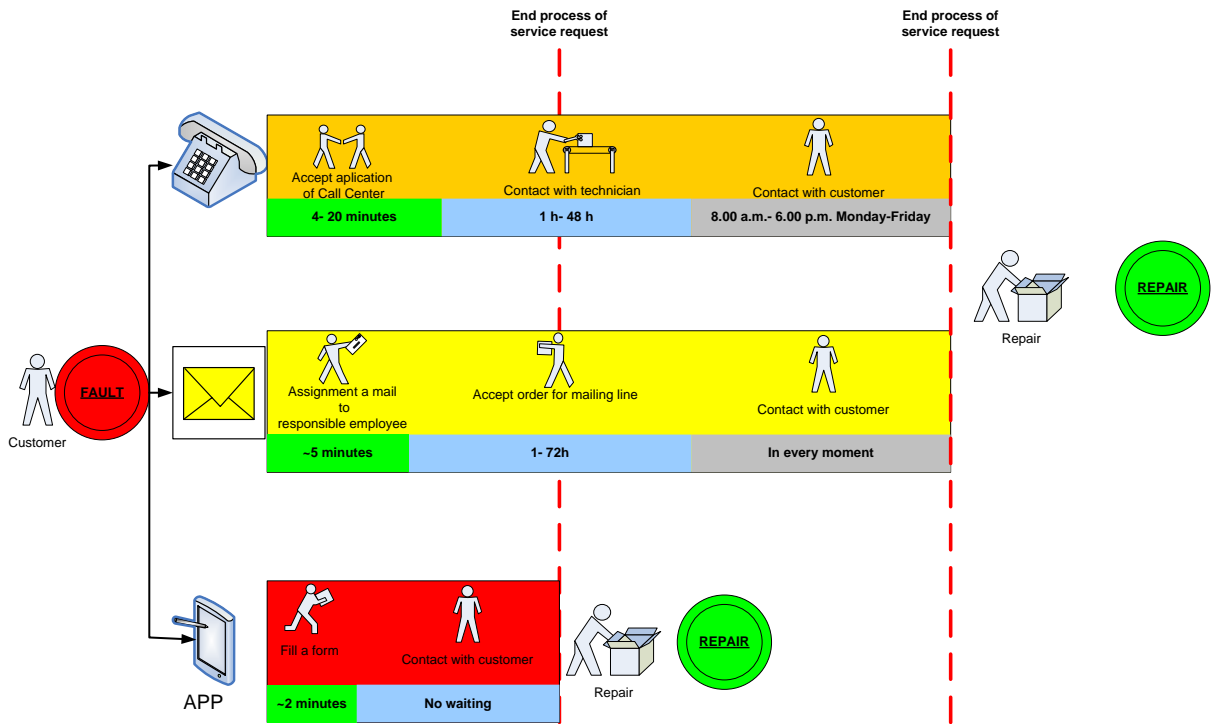 End process of
service request
End process of
service request
Accept aplication
of Call Center
Contact with technician
Contact with customer
4- 20 minutes
1 h- 48 h
8.00 a.m.- 6.00 p.m. Monday-Friday
REPAIR
Repair
FAULT
Customer
Assignment a mail
to
responsible employee
Accept order for mailing line
Contact with customer
~5 minutes
1- 72h
In every moment
APP
Fill a form
Contact with customer
~2 minutes
No waiting
Repair
REPAIR